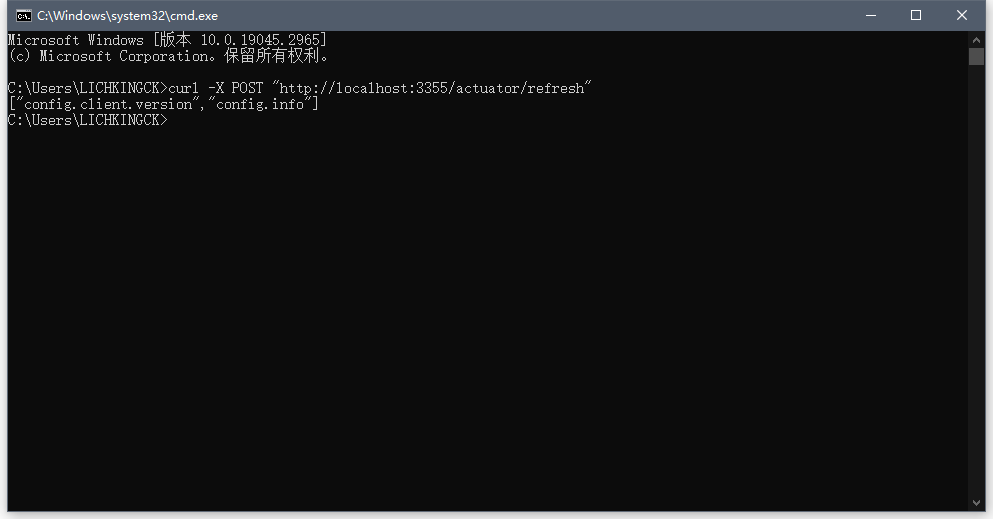 C:\Windows\system32\cmd.exe
Microsoft Windows [版本 10.0.19045.2965]
(c) Microsoft Corporation。保留所有权利。
C:\Users\LICHKINGCK>curl -X POST "http://localhost:3355/actuator/refresh"
["config.client.version","config.info"]
C:\Users\LICHKINGCK>